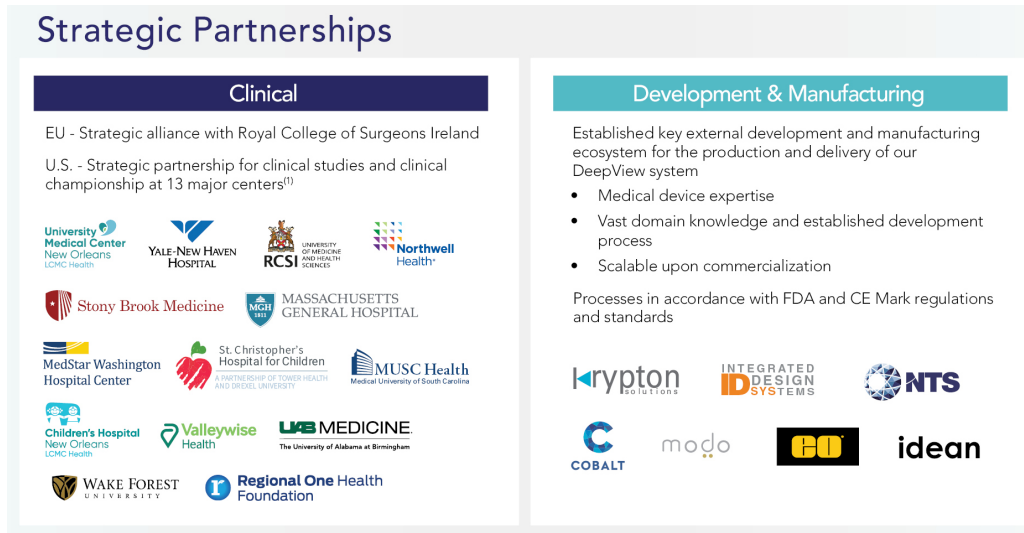 Strategic Partnerships
Clinical
EU - Strategic alliance with Royal College of Surgeons Ireland
U.S. - Strategic partnership for clinical studies and clinical
championship at 13 major centers(1)
University
Medical Center
New Orleans
LCMC Health
YALE-NEW HAVEN
HOSPITAL
RCSI
UNIVERSITY
OF MEDICINE
AND HEALTH
SCIENCES
Northwell
Health®
Stony Brook Medicine
MGH
1811
MASSACHUSETTS
GENERAL HOSPITAL
MedStar Washington
Hospital Center
St. Christopher's
Hospital for Children
A PARTNERSHIP OF TOWER HEALTH
AND DREXEL UNIVERSITY
MUSC Health
Medical University of South Carolina
Children's Hospital
New Orleans
LCMC Health
Valleywise
Health
UAB MEDICINE
The University of Alabama at Birmingham
WAKE FOREST
UNIVERSITY
r
Regional One Health
Foundation
Development & Manufacturing
Established key external development and manufacturing
ecosystem for the production and delivery of our
DeepView system
• Medical device expertise
• Vast domain knowledge and established development
process
• Scalable upon commercialization
Processes in accordance with FDA and CE Mark regulations
and standards
krypton
solutions
INTEGRATED
ID DESIGN
SYSTEMS
NTS
COBALT
modo
eo
idean